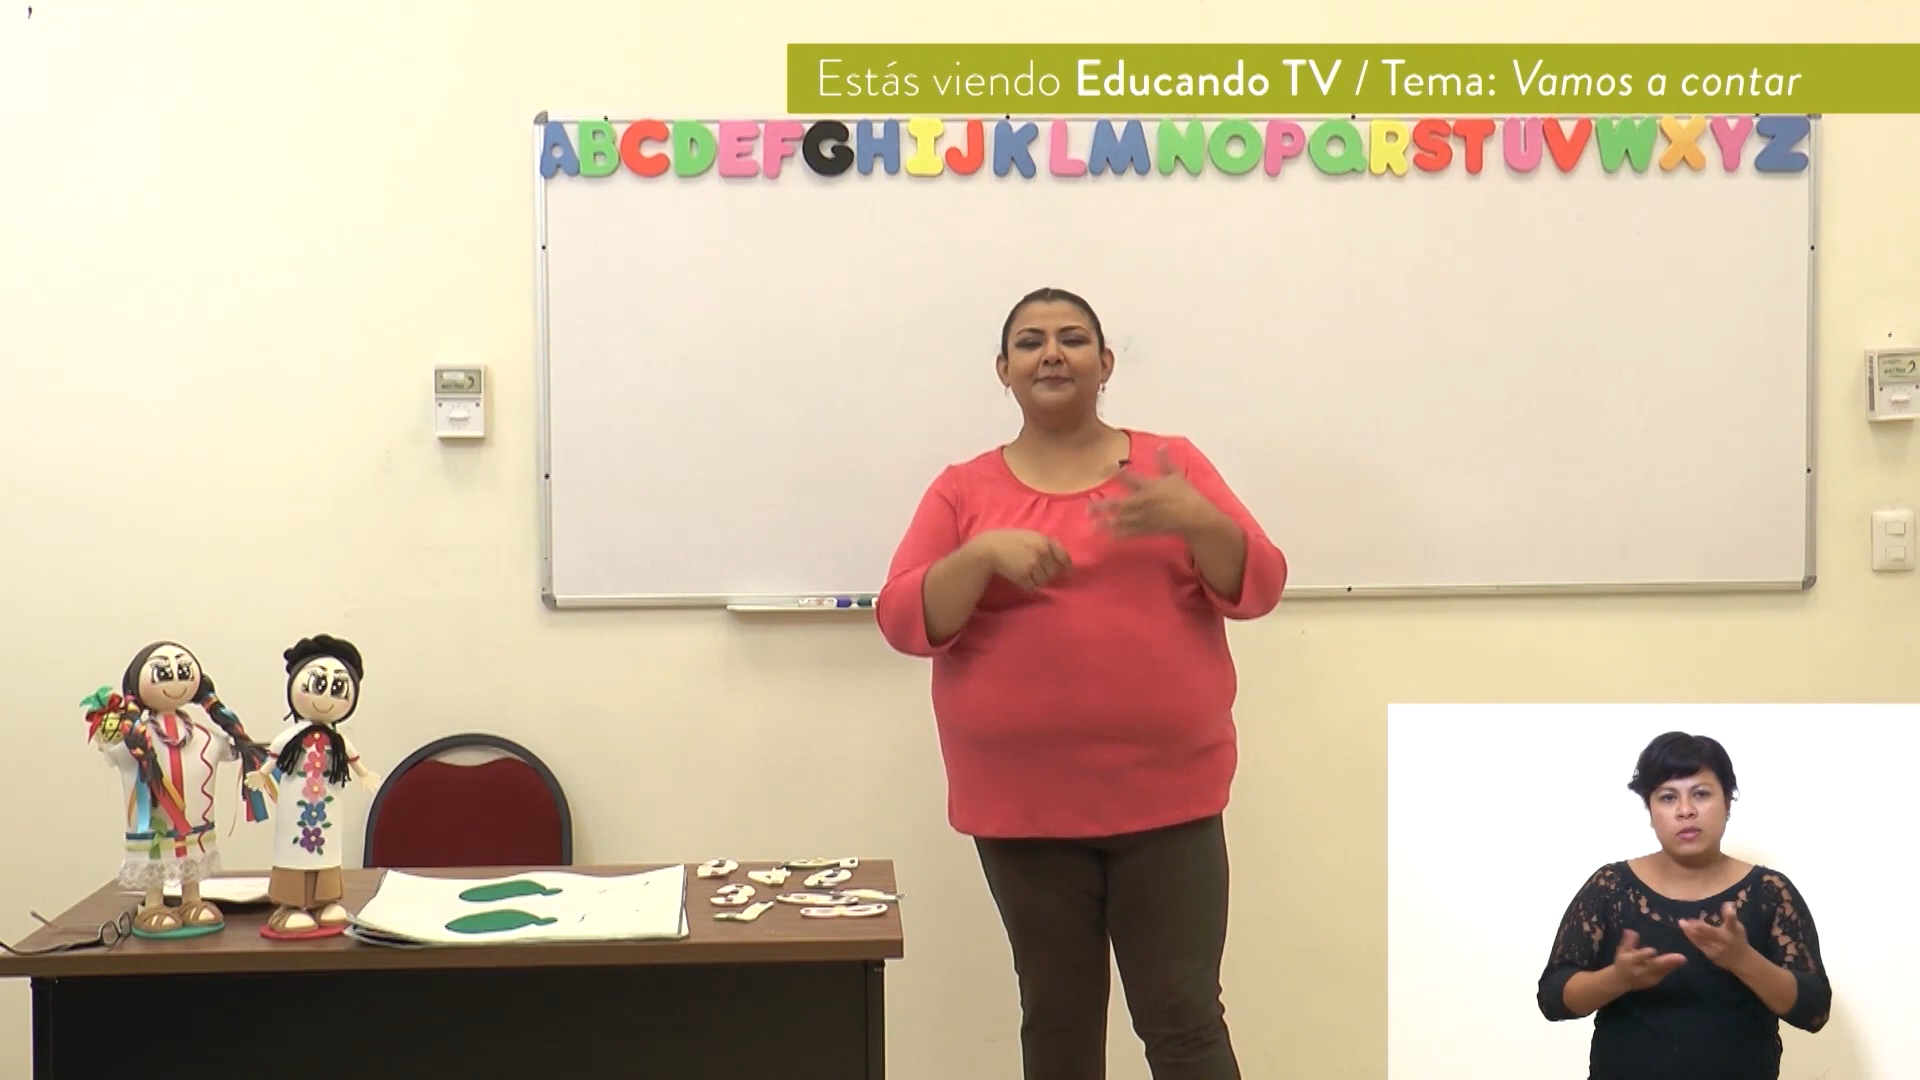 Estás viendo Educando TV / Tema: Vamos a contar
ABCDEFGHIJKLMNOPQRSTUVWXYZ